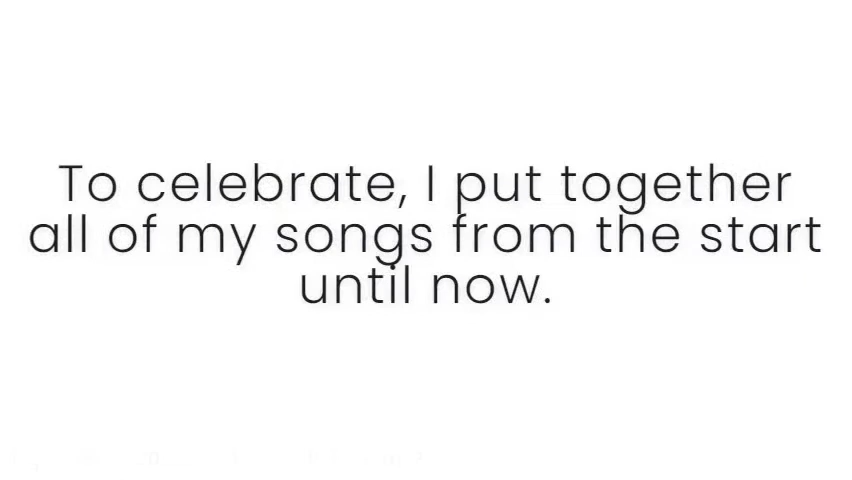 To celebrate, I put together
all of my songs from the start
until now.